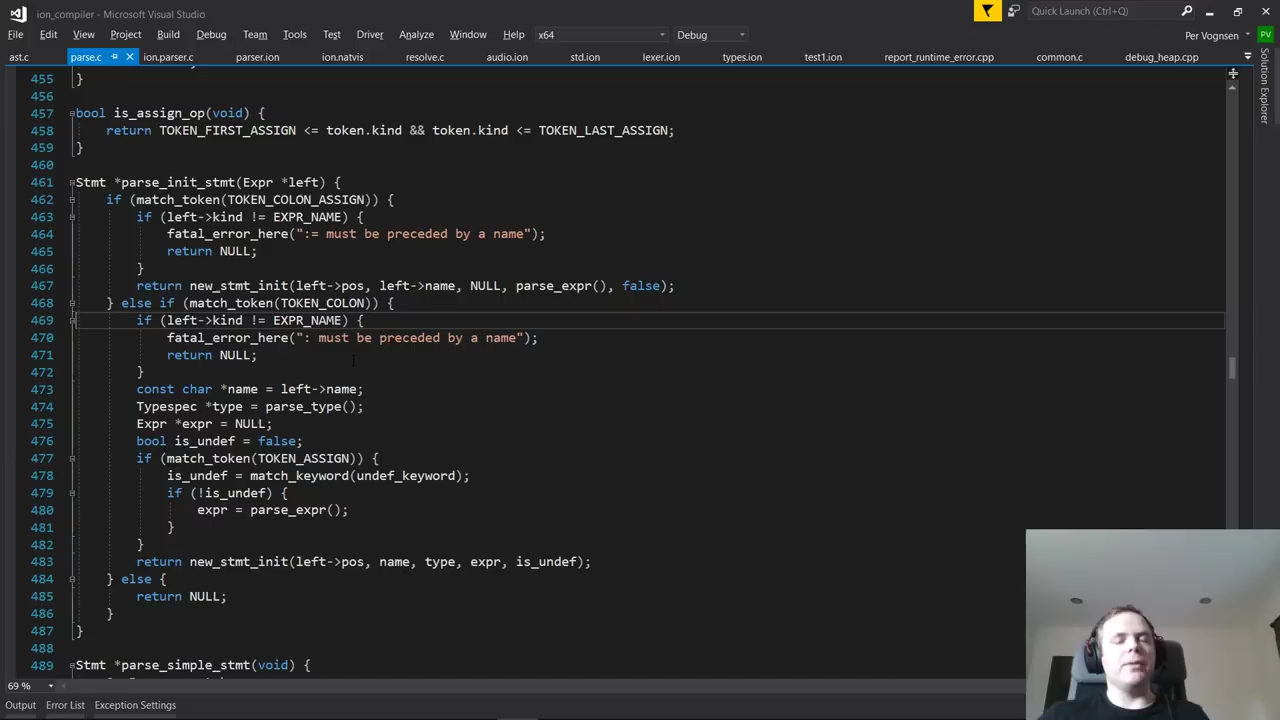 ion_compiler - Microsoft Visual Studio
Quick Launch (Ctrl+Q)
File Edit View Project Build Debug Team Tools Test Driver Analyze Window Help x64 Debug
Per Vognsen PV
ast.c parse.c ion.parser.c parser.ion ion.natvis resolve.c audio.ion std.ion lexer.ion types.ion test1.ion report_runtime_error.cpp common.c debug_heap.cpp
Solution Explorer
455 }
456
457 bool is_assign_op(void) {
458 return TOKEN_FIRST_ASSIGN <= token.kind && token.kind <= TOKEN_LAST_ASSIGN;
459 }
460
461 Stmt *parse_init_stmt(Expr *left) {
462 if (match_token(TOKEN_COLON_ASSIGN)) {
463 if (left->kind != EXPR_NAME) {
464 fatal_error_here(":= must be preceded by a name");
465 return NULL;
466 }
467 return new_stmt_init(left->pos, left->name, NULL, parse_expr(), false);
468 } else if (match_token(TOKEN_COLON)) {
469 if (left->kind != EXPR_NAME) {
470 fatal_error_here(": must be preceded by a name");
471 return NULL;
472 }
473 const char *name = left->name;
474 Typespec *type = parse_type();
475 Expr *expr = NULL;
476 bool is_undef = false;
477 if (match_token(TOKEN_ASSIGN)) {
478 is_undef = match_keyword(undef_keyword);
479 if (!is_undef) {
480 expr = parse_expr();
481 }
482 }
483 return new_stmt_init(left->pos, name, type, expr, is_undef);
484 } else {
485 return NULL;
486 }
487 }
488
489 Stmt *parse_simple_stmt(void) {
69 %
Output Error List Exception Settings